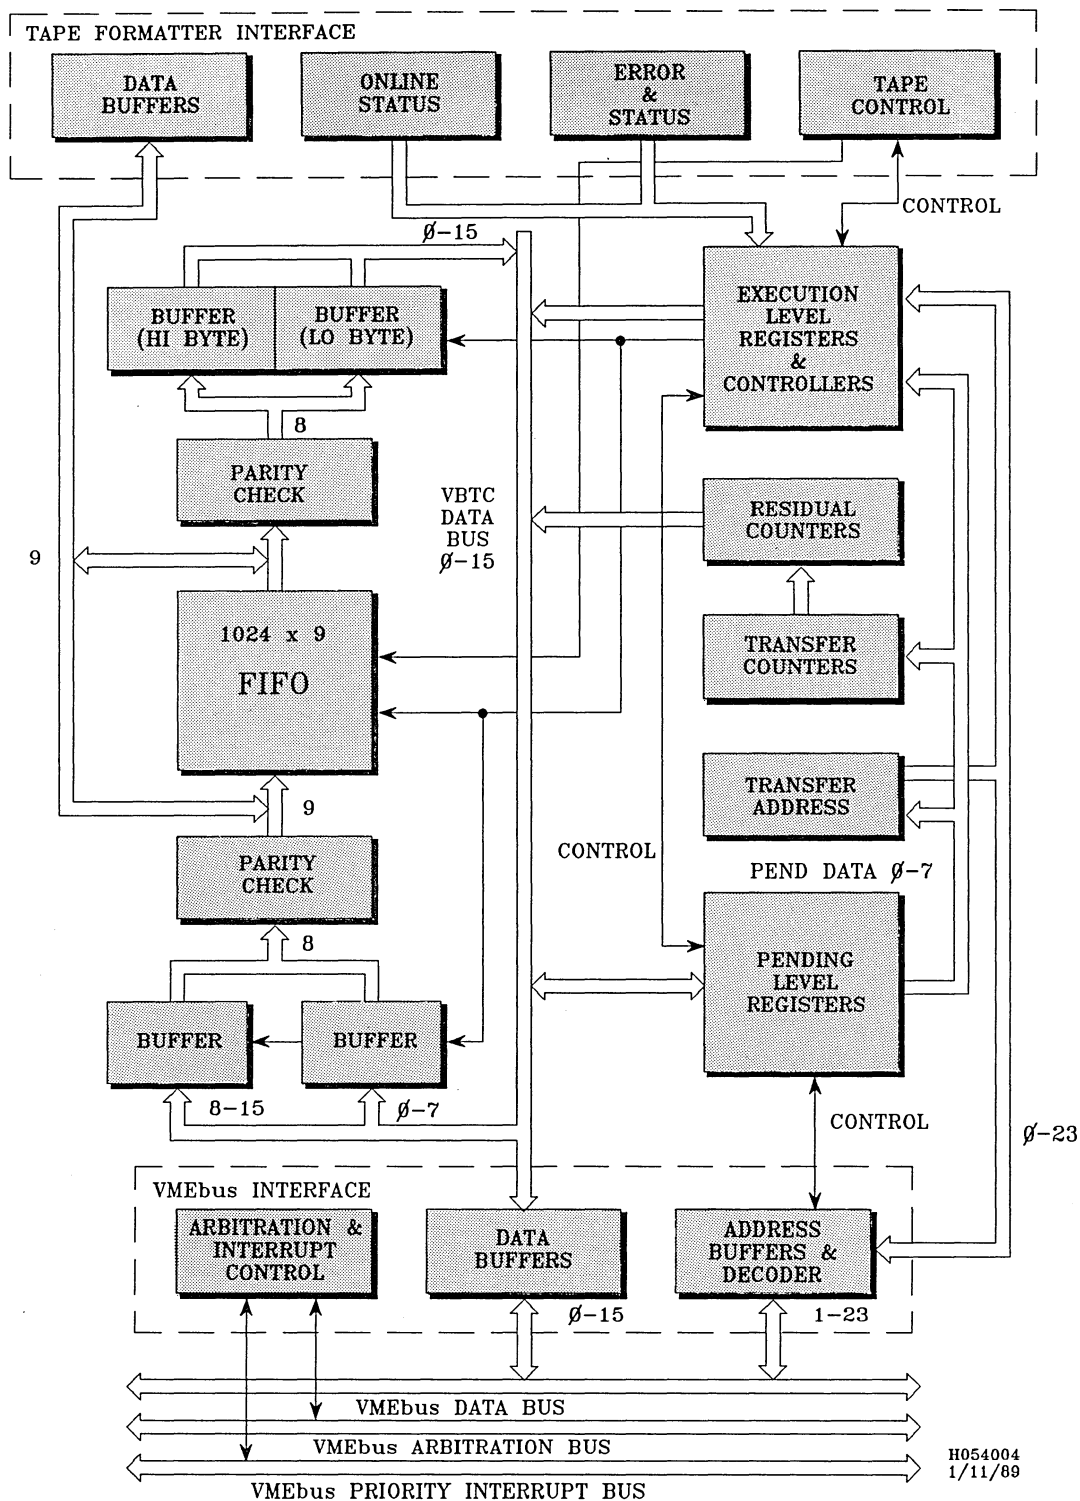 TAPE FORMATTER INTERFACE
DATA
BUFFERS
ONLINE
STATUS
ERROR
&
STATUS
TAPE
CONTROL
CONTROL
Ø-15
BUFFER
(HI BYTE)
BUFFER
(LO BYTE)
EXECUTION
LEVEL
REGISTERS
&
CONTROLLERS
8
PARITY
CHECK
VBTC
DATA
BUS
Ø-15
RESIDUAL
COUNTERS
9
1024 x 9
FIFO
TRANSFER
COUNTERS
TRANSFER
ADDRESS
9
PARITY
CHECK
CONTROL
PEND DATA Ø-7
8
PENDING
LEVEL
REGISTERS
BUFFER
BUFFER
8-15
Ø-7
CONTROL
Ø-23
VMEbus INTERFACE
ARBITRATION &
INTERRUPT
CONTROL
DATA
BUFFERS
ADDRESS
BUFFERS &
DECODER
Ø-15
1-23
VMEbus DATA BUS
VMEbus ARBITRATION BUS
VMEbus PRIORITY INTERRUPT BUS
H054004
1/11/89